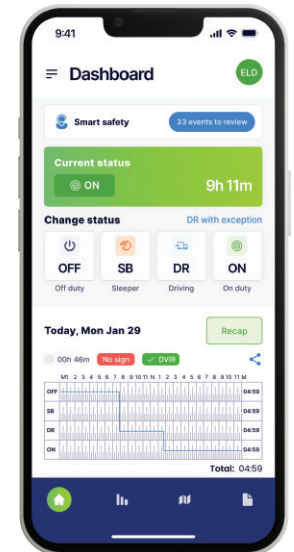 9:41
Dashboard
ELD
Smart safety
33 events to review
Current status
ON
9h 11m
Change status
DR with exception
OFF
SB
DR
ON
Off duty
Sleeper
Driving
On duty
Today, Mon Jan 29
Recap
00h 46m
No sign
✓ DVIR
M1 2 3 4 5 6 7 8 9 10 11 N 1 2 3 4 5 6 7 8 9 10 11 M
OFF 04:59
SB 04:59
DR 04:59
ON 04:59
Total: 04:59